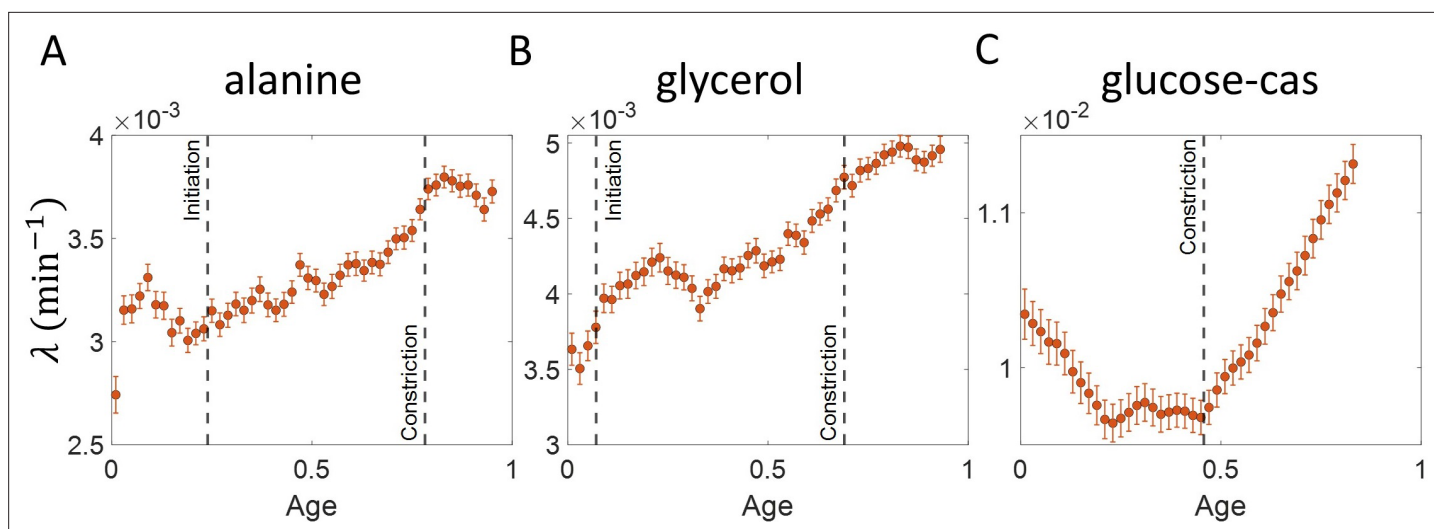 A
alanine
×10⁻³
4
3.5
3
2.5
λ (min⁻¹)
Initiation
Constriction
0
0.5
1
Age
B
glycerol
×10⁻³
5
4.5
4
3.5
3
Initiation
Constriction
0
0.5
1
Age
C
glucose-cas
×10⁻²
1.1
1
Constriction
0
0.5
1
Age